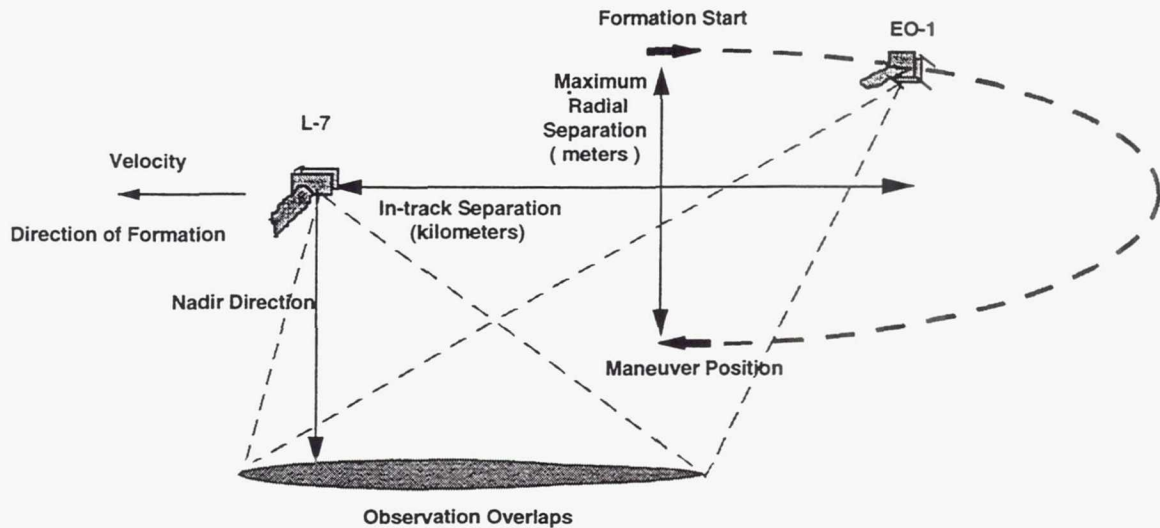 Formation Start
EO-1
Maximum
Radial
Separation
( meters )
L-7
Velocity
In-track Separation
(kilometers)
Direction of Formation
Nadir Direction
Maneuver Position
Observation Overlaps